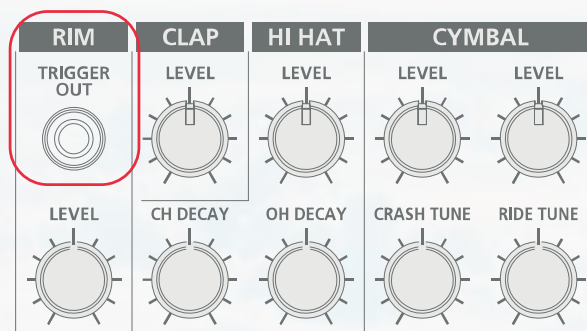 RIM CLAP HI HAT CYMBAL
TRIGGER
OUT
LEVEL LEVEL LEVEL LEVEL
LEVEL CH DECAY OH DECAY CRASH TUNE RIDE TUNE